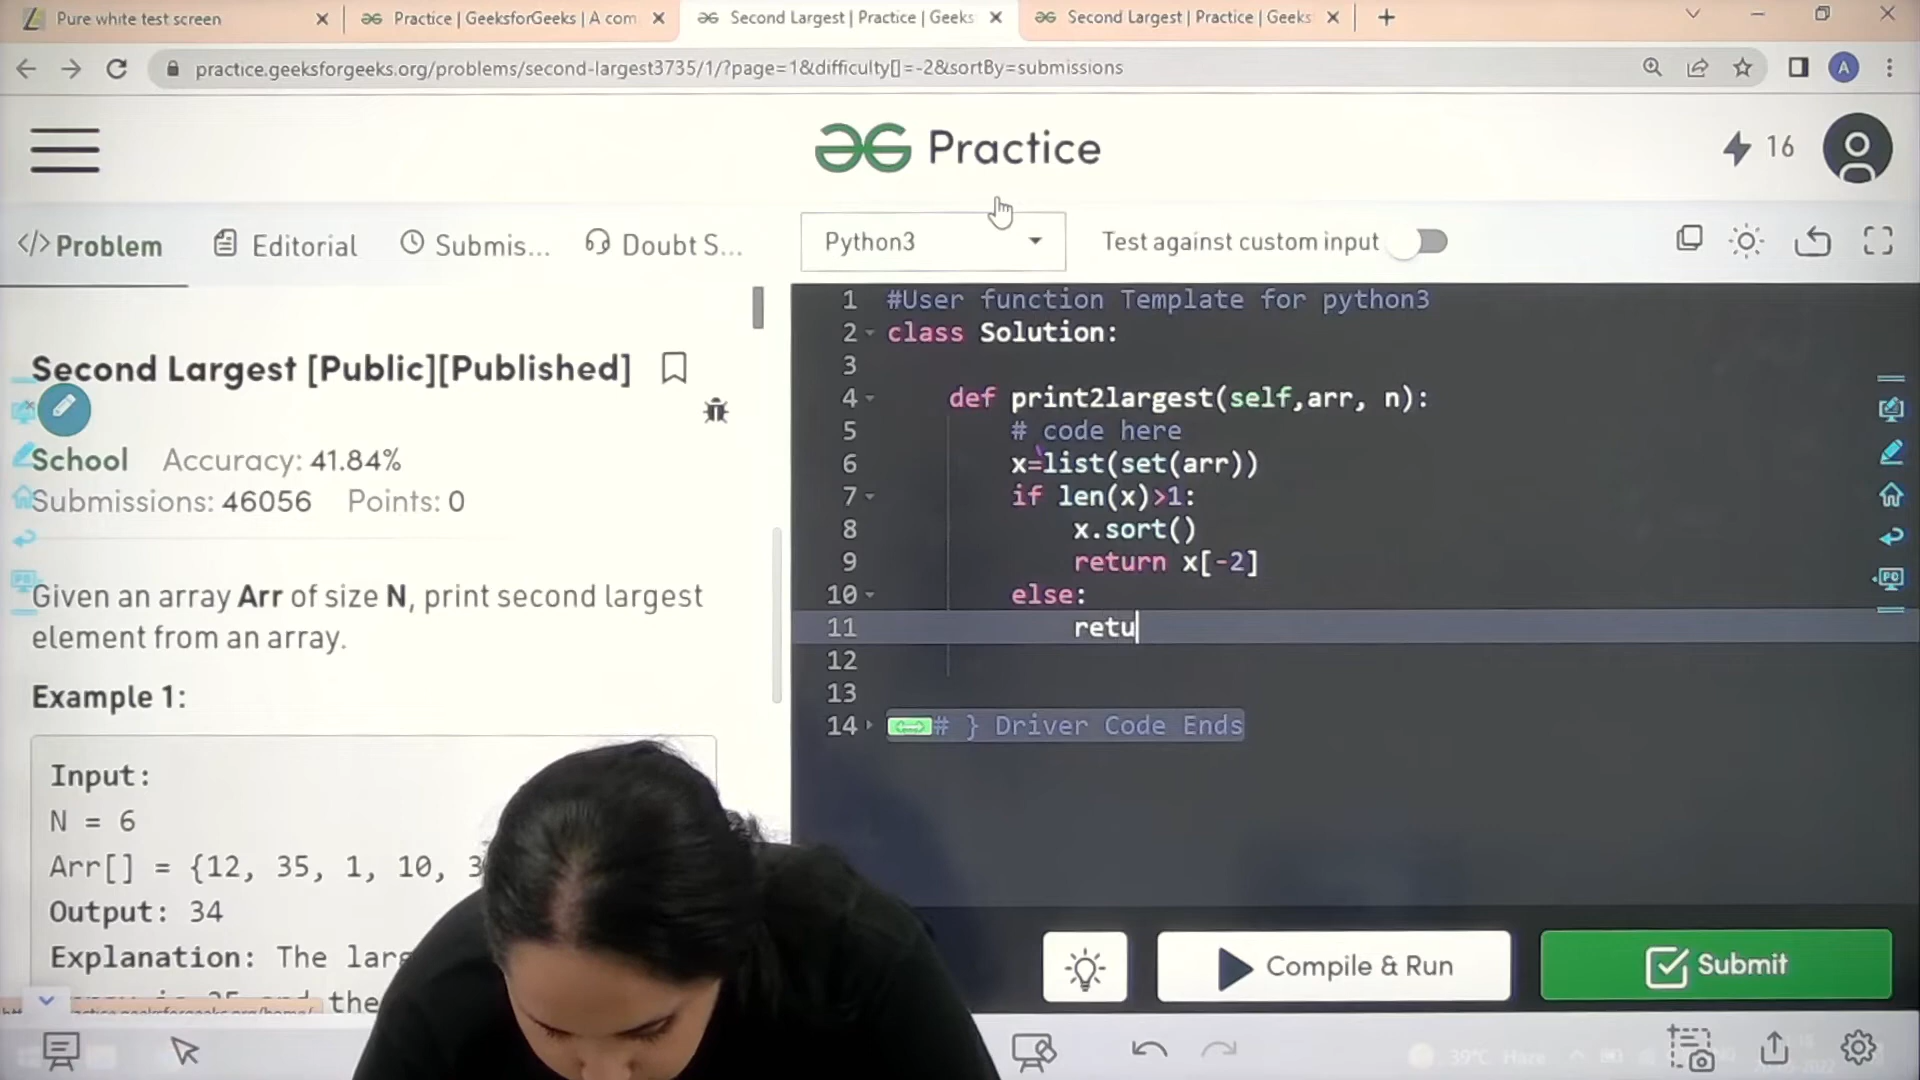 Pure white test screen
Practice | GeeksforGeeks | A com
Second Largest | Practice | Geeks
Second Largest | Practice | Geeks
practice.geeksforgeeks.org/problems/second-largest3735/1/?page=1&difficulty[]=-2&sortBy=submissions
A
Practice
16
</> Problem
Editorial
Submis...
Doubt S...
Python3
Test against custom input
Second Largest [Public][Published]
School Accuracy: 41.84%
Submissions: 46056 Points: 0
Given an array Arr of size N, print second largest
element from an array.
Example 1:
Input:
N = 6
Arr[] = {12, 35, 1, 10, 3
Output: 34
Explanation: The larg
the
1 #User function Template for python3
2 class Solution:
3
4 def print2largest(self,arr, n):
5 # code here
6 x=list(set(arr))
7 if len(x)>1:
8 x.sort()
9 return x[-2]
10 else:
11 retu
12
13
14 # } Driver Code Ends
Compile & Run
Submit
39°C Haze